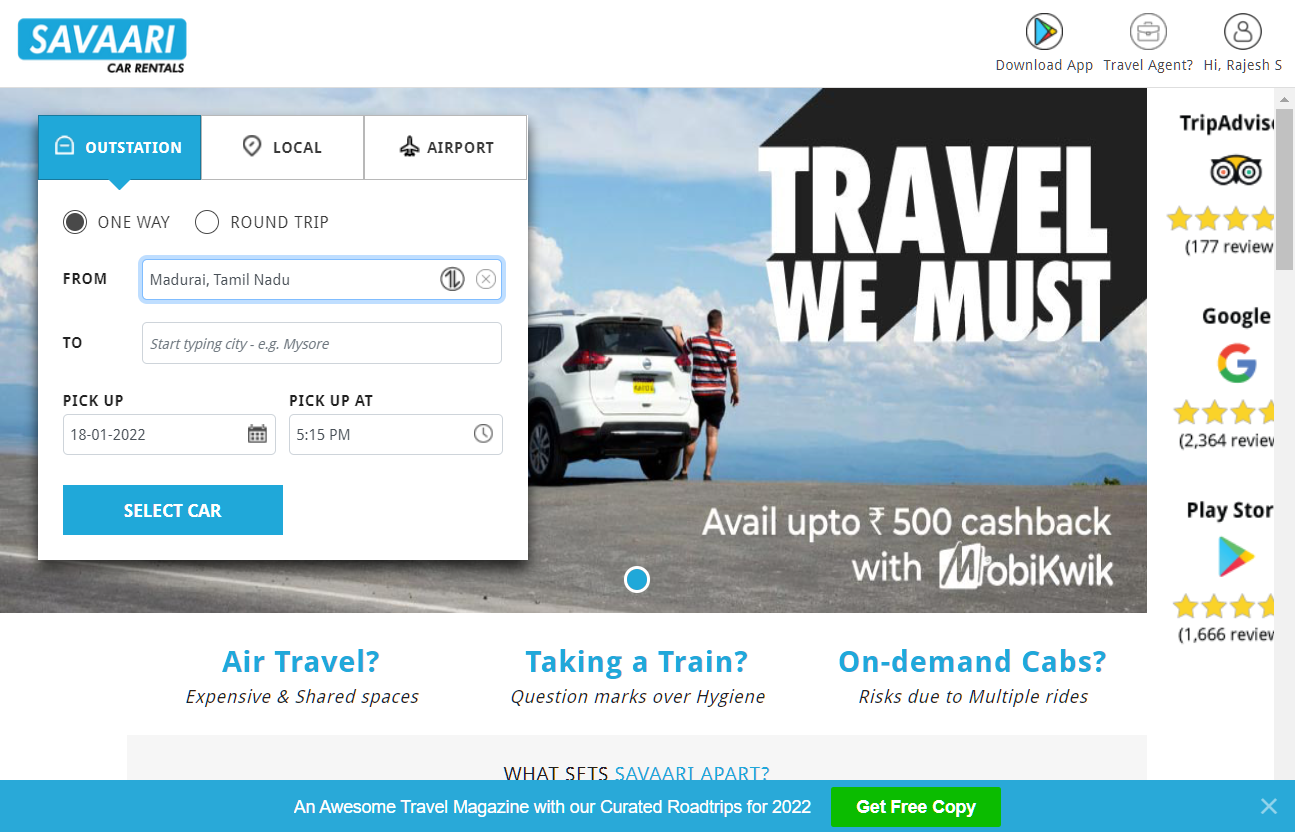 SAVAARI
CAR RENTALS
Download App
Travel Agent?
Hi, Rajesh S
OUTSTATION
LOCAL
AIRPORT
ONE WAY
ROUND TRIP
FROM
Madurai, Tamil Nadu
TO
Start typing city - e.g. Mysore
PICK UP
PICK UP AT
18-01-2022
5:15 PM
SELECT CAR
TRAVEL
WE MUST
Avail upto ₹ 500 cashback
with MobiKwik
TripAdvis
(177 review
Google
(2,364 review
Play Stor
(1,666 review
Air Travel?
Expensive & Shared spaces
Taking a Train?
Question marks over Hygiene
On-demand Cabs?
Risks due to Multiple rides
WHAT SETS SAVAARI APART?
An Awesome Travel Magazine with our Curated Roadtrips for 2022
Get Free Copy